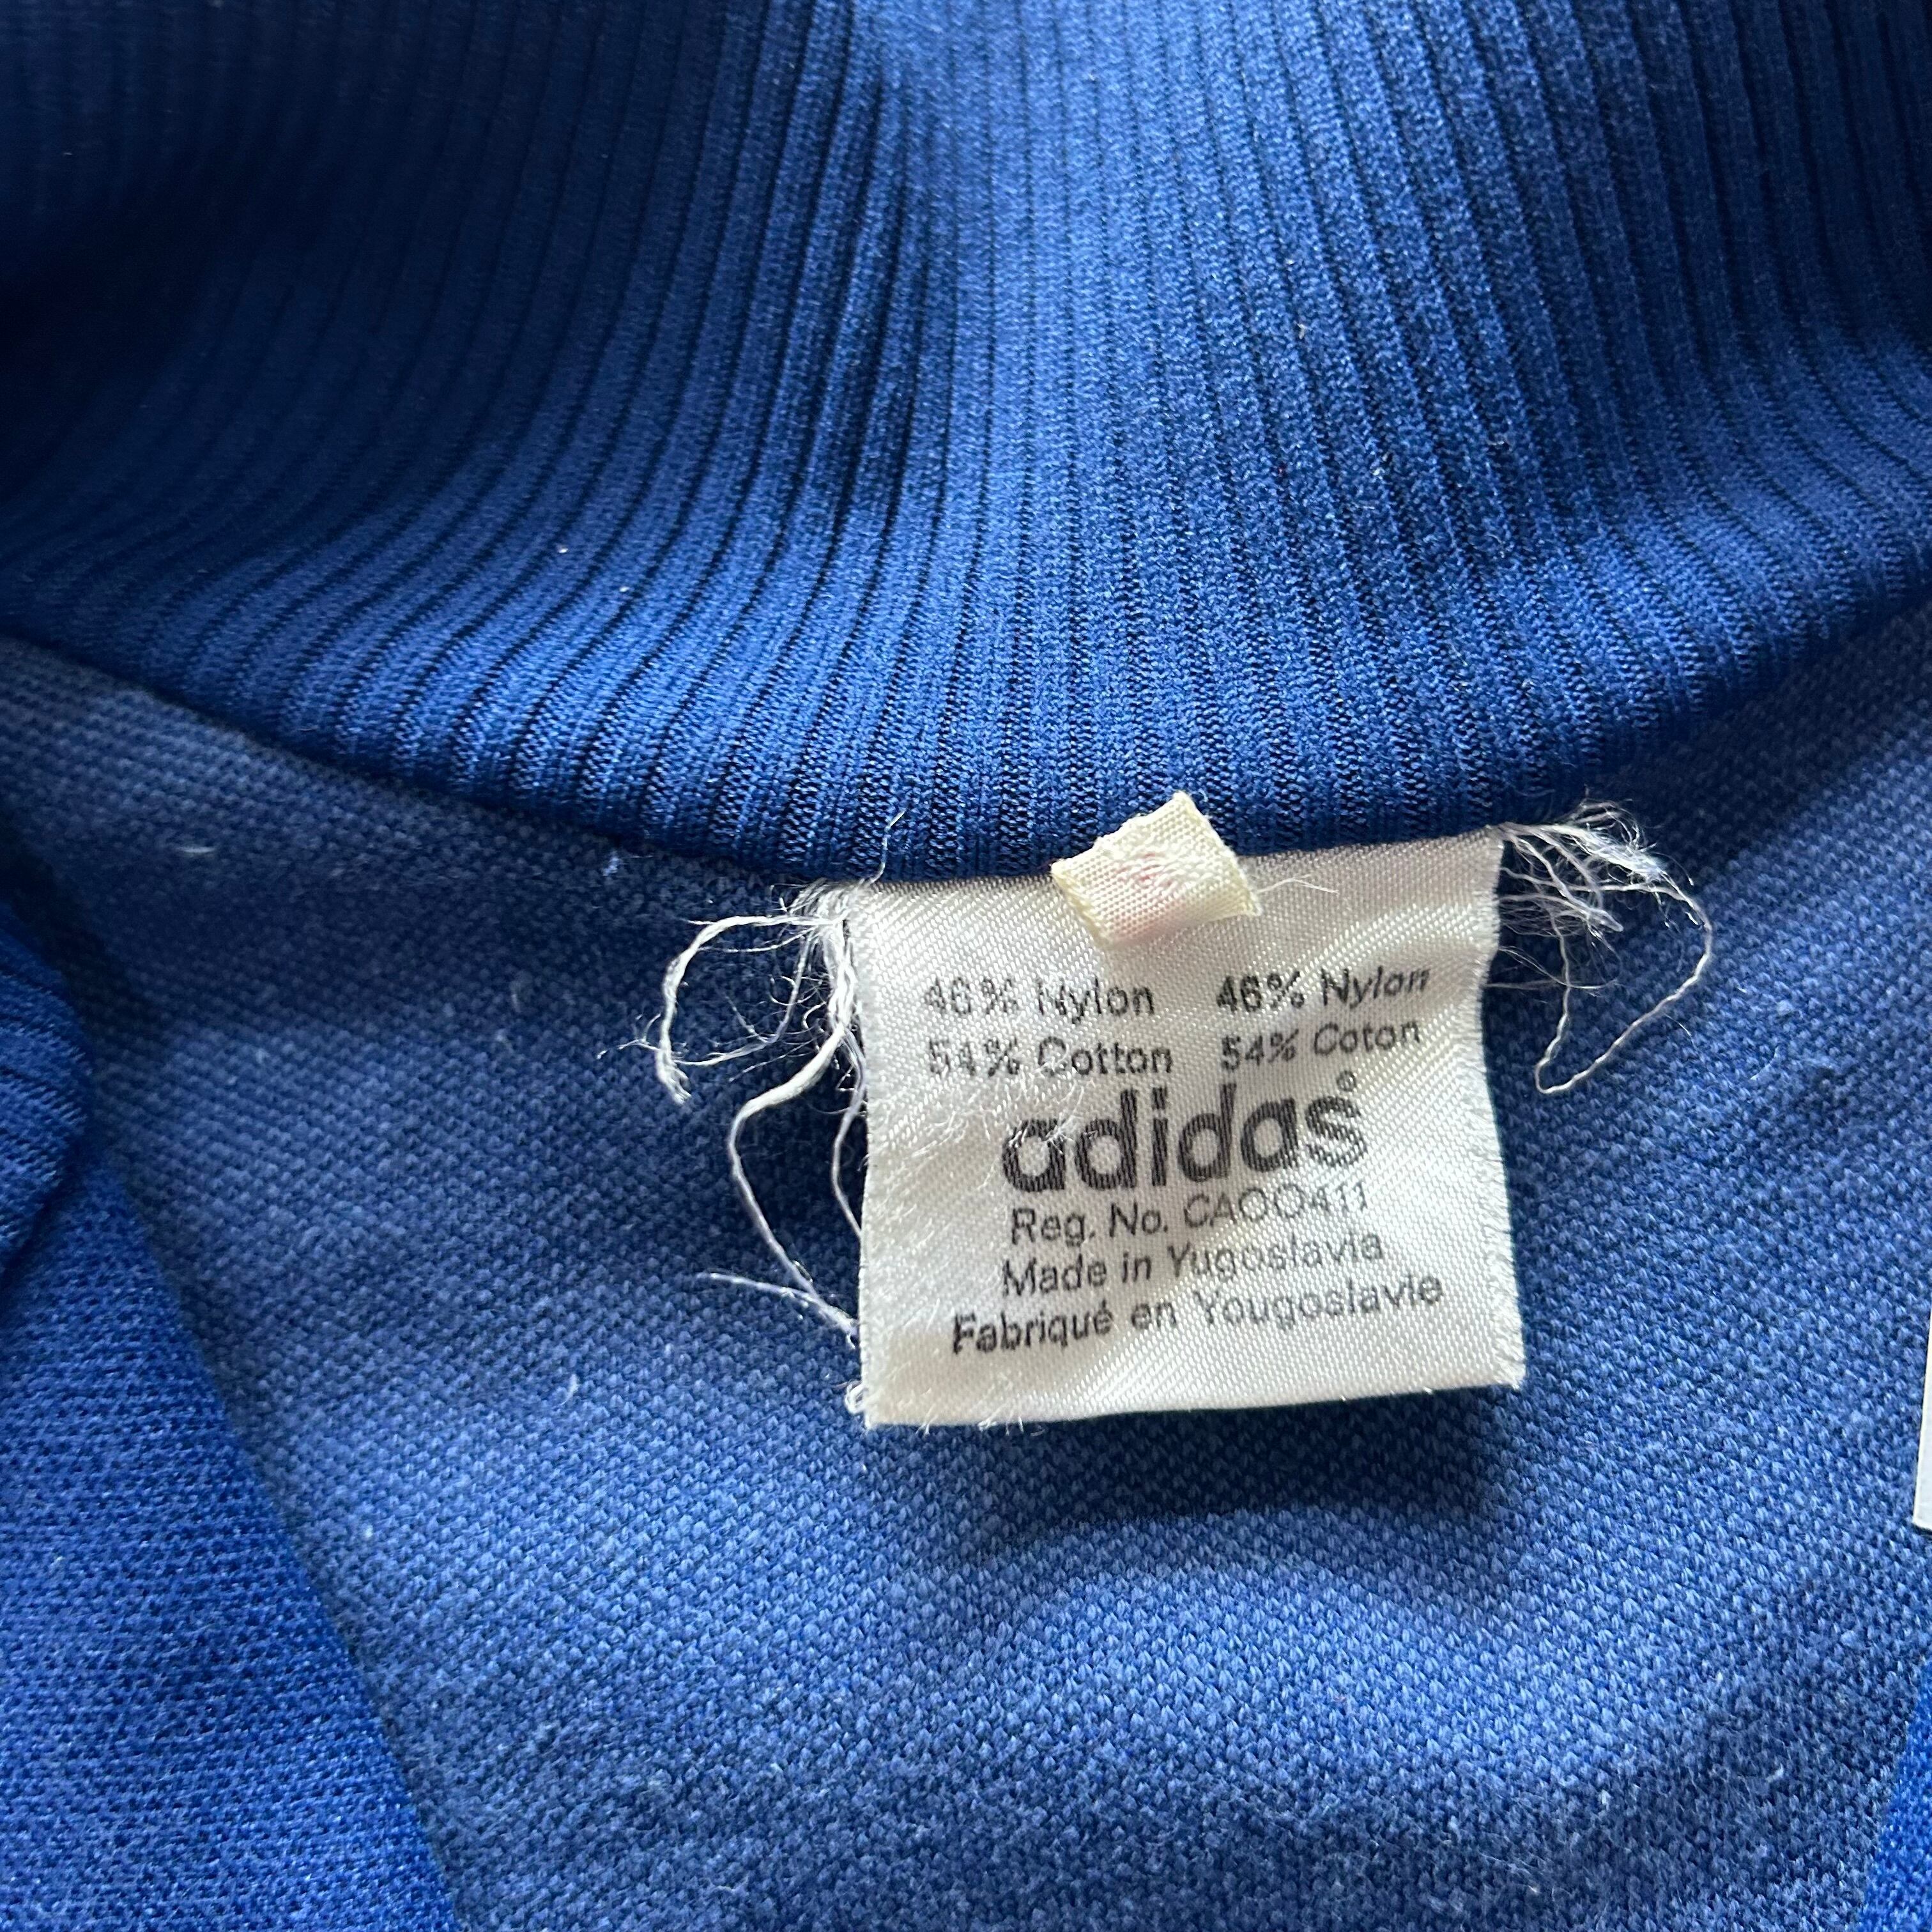 46% Nylon 46% Nylon
54% Cotton 54% Coton
adidas®
Reg. No. CA00411
Made in Yugoslavia
Fabriqué en Yougoslavie